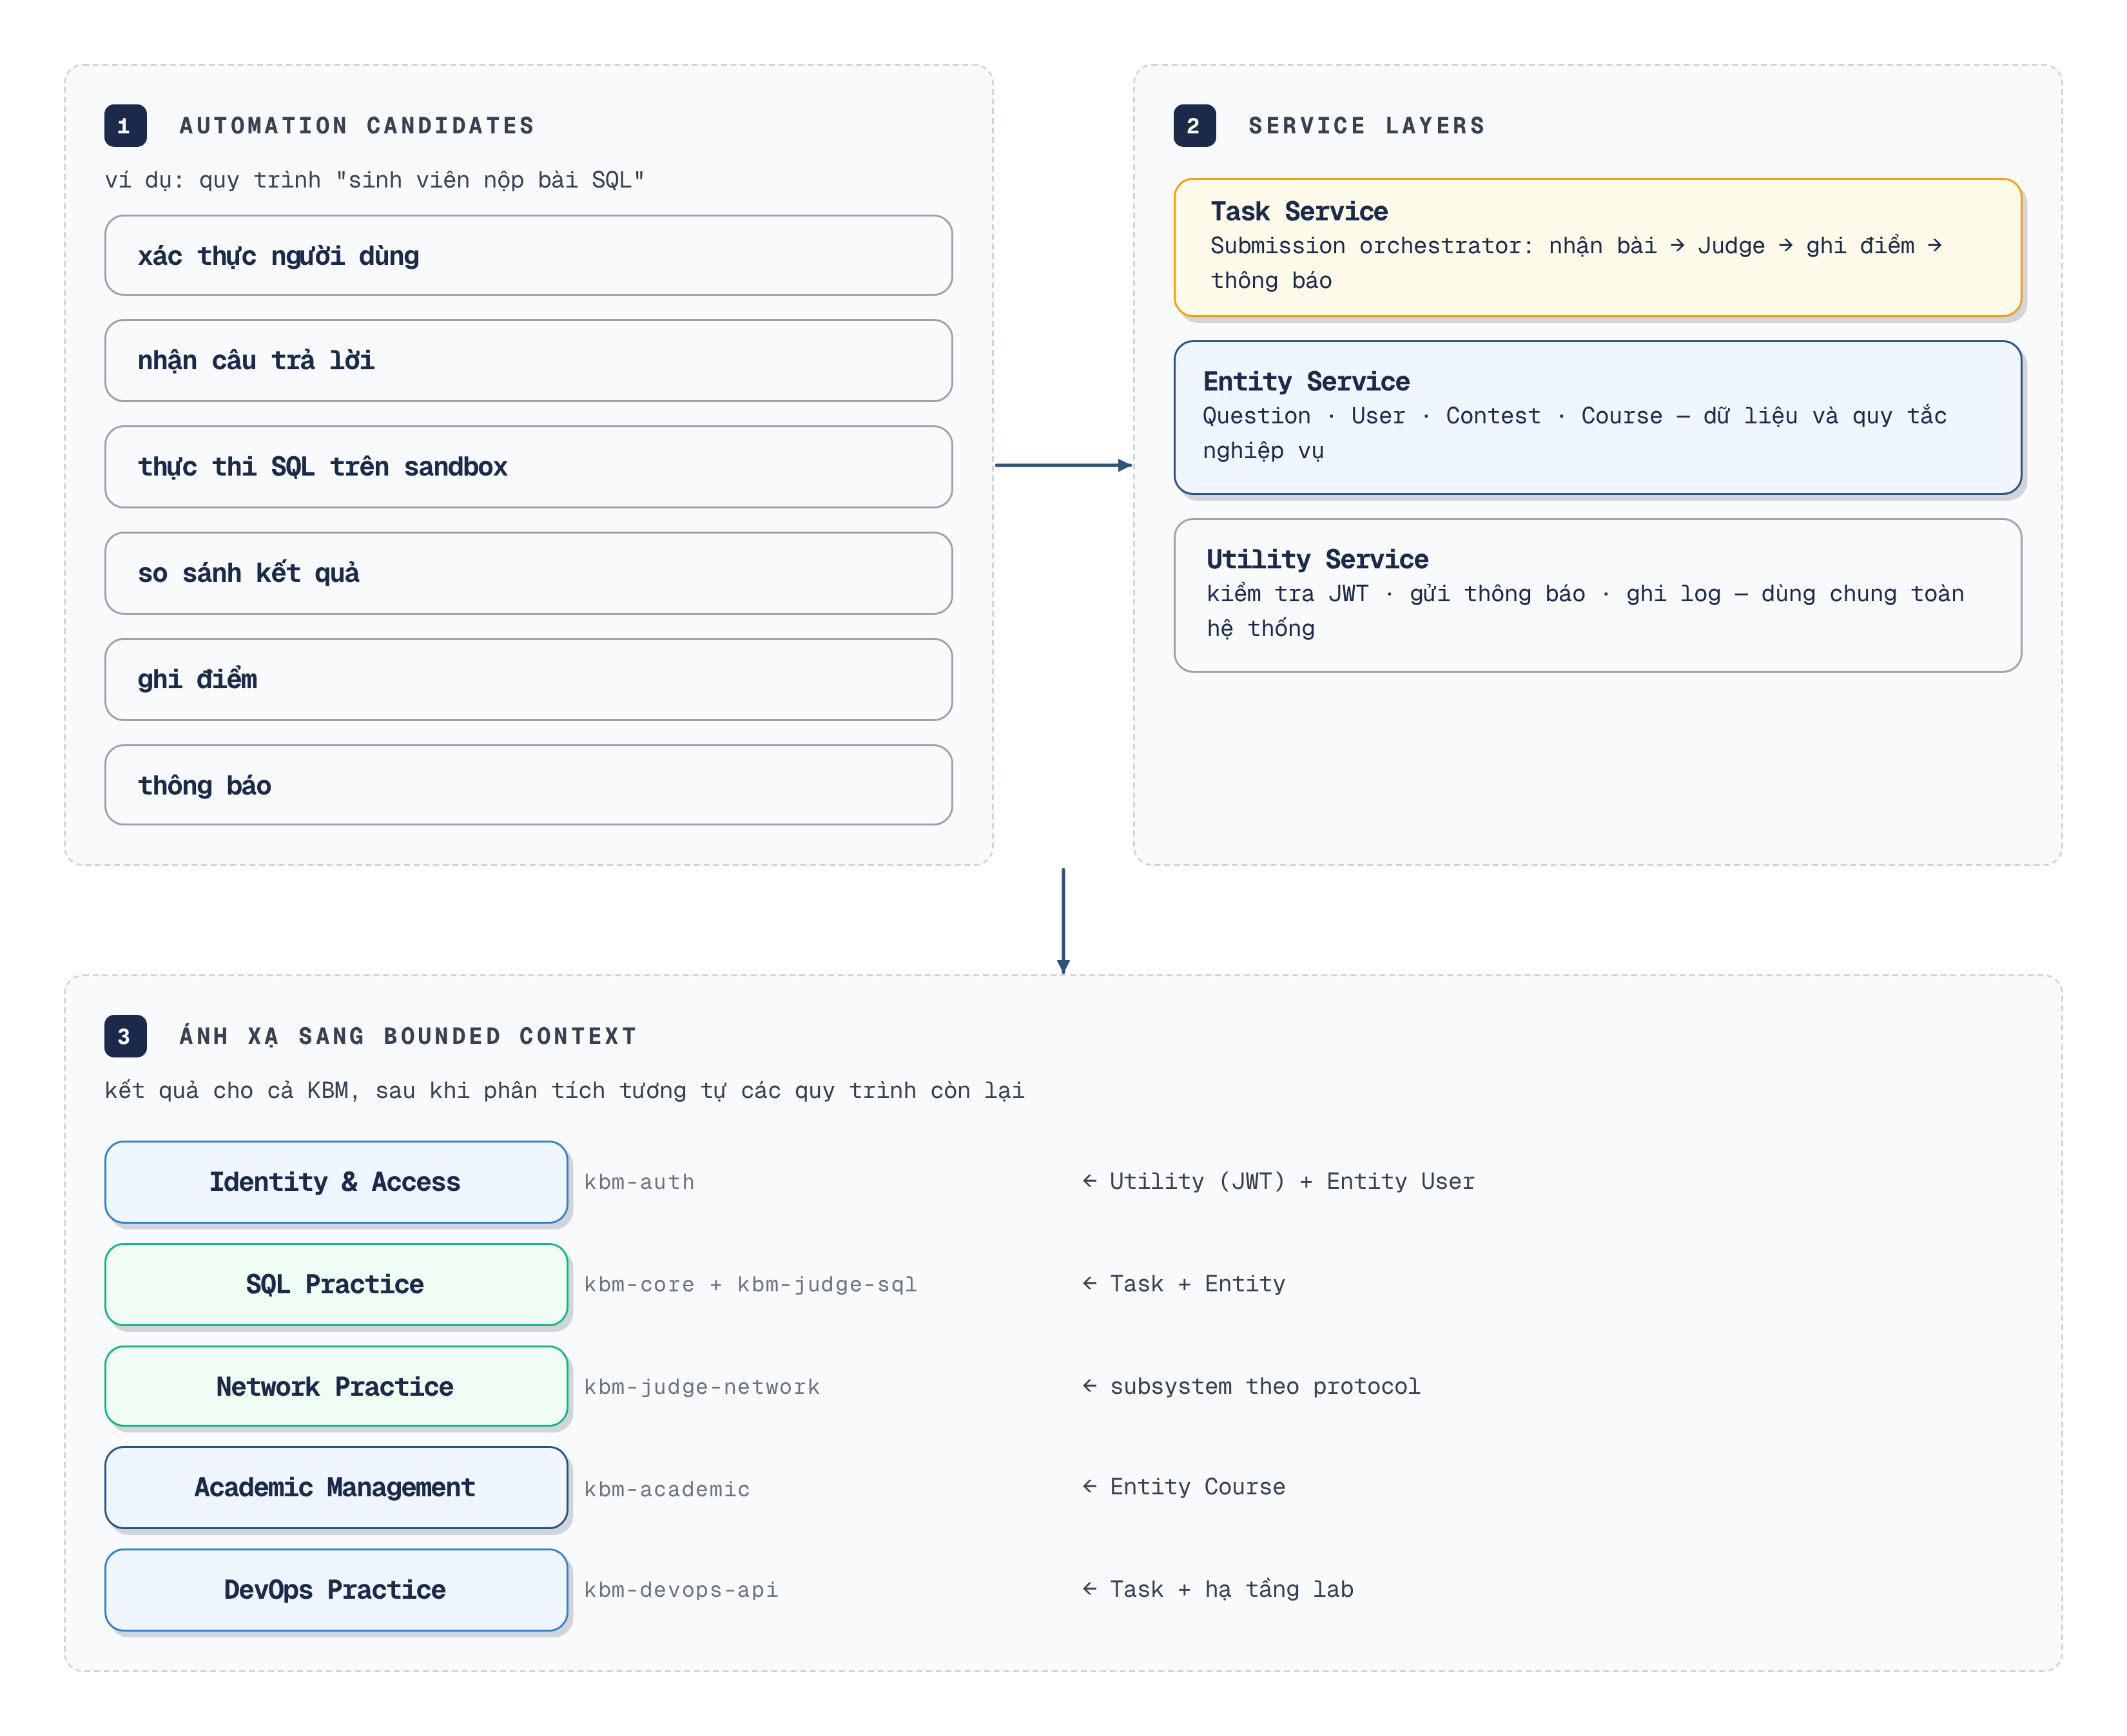 1 AUTOMATION CANDIDATES
ví dụ: quy trình "sinh viên nộp bài SQL"
xác thực người dùng
nhận câu trả lời
thực thi SQL trên sandbox
so sánh kết quả
ghi điểm
thông báo
2 SERVICE LAYERS
Task Service
Submission orchestrator: nhận bài → Judge → ghi điểm →
thông báo
Entity Service
Question · User · Contest · Course — dữ liệu và quy tắc
nghiệp vụ
Utility Service
kiểm tra JWT · gửi thông báo · ghi log — dùng chung toàn
hệ thống
3 ÁNH XẠ SANG BOUNDED CONTEXT
kết quả cho cả KBM, sau khi phân tích tương tự các quy trình còn lại
Identity & Access kbm-auth ← Utility (JWT) + Entity User
SQL Practice kbm-core + kbm-judge-sql ← Task + Entity
Network Practice kbm-judge-network ← subsystem theo protocol
Academic Management kbm-academic ← Entity Course
DevOps Practice kbm-devops-api ← Task + hạ tầng lab